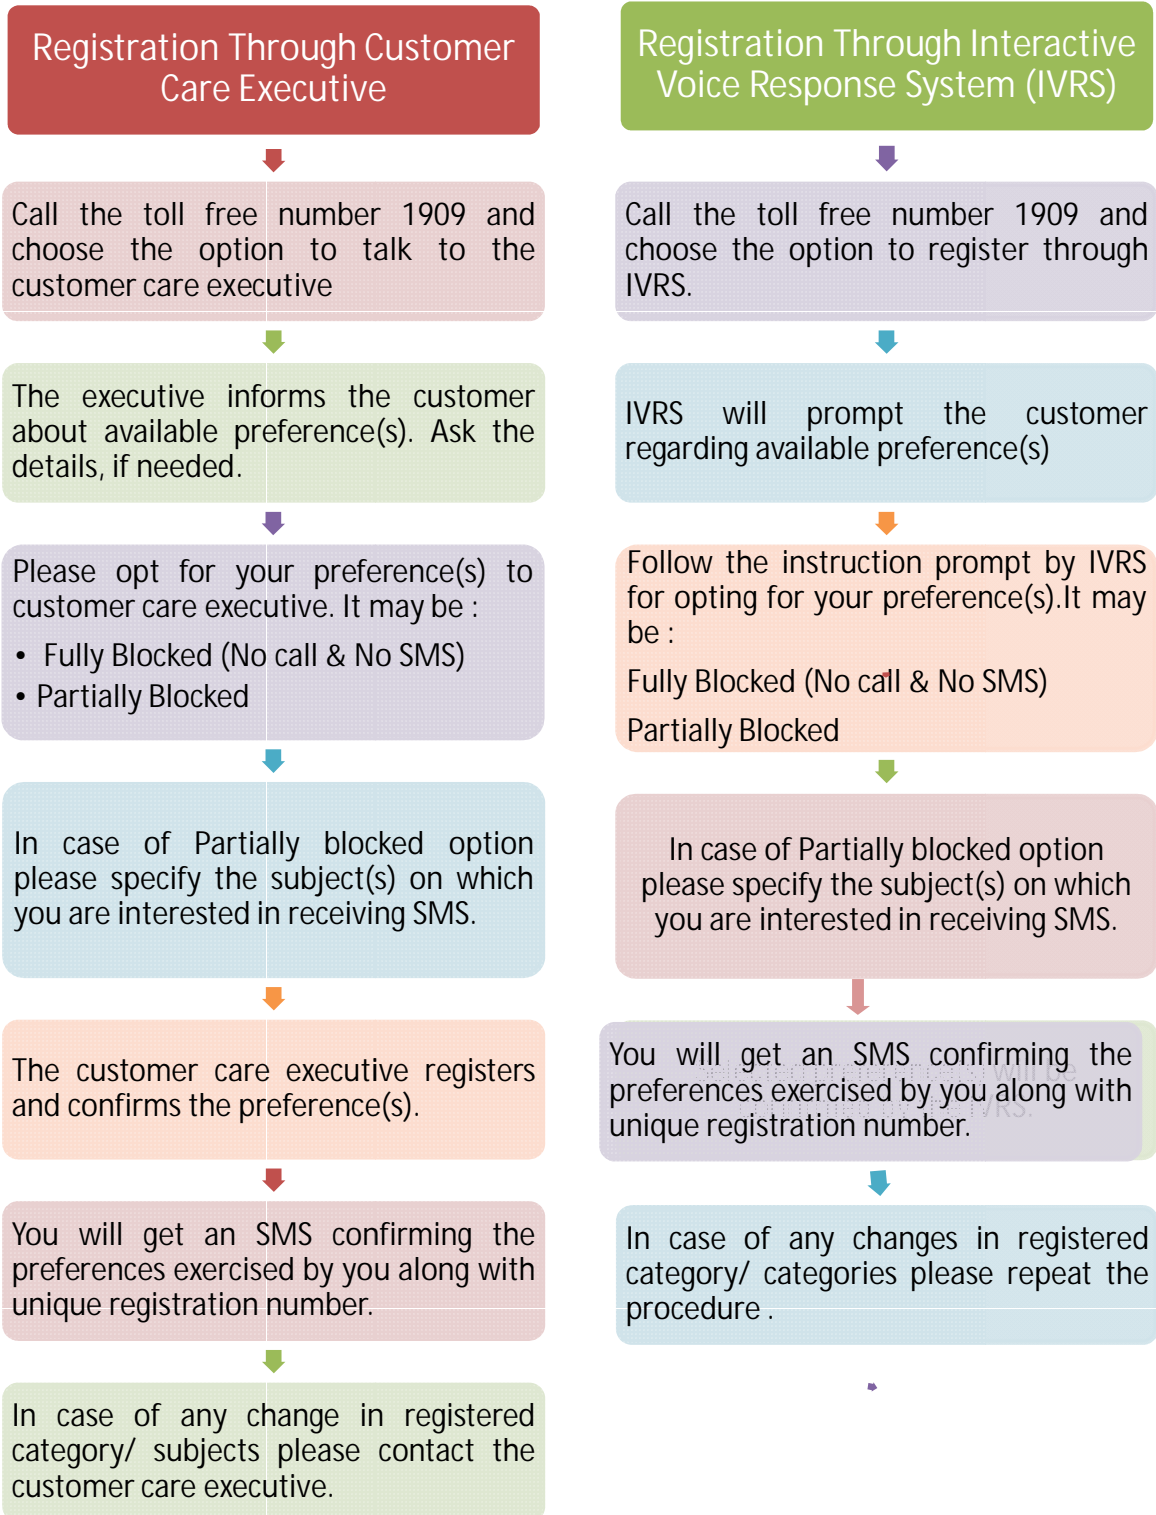 Registration Through Customer
Care Executive
Call the toll free number 1909 and
choose the option to talk to the
customer care executive
The executive informs the customer
about available preference(s). Ask the
details, if needed.
Please opt for your preference(s) to
customer care executive. It may be :
• Fully Blocked (No call & No SMS)
• Partially Blocked
In case of Partially blocked option
please specify the subject(s) on which
you are interested in receiving SMS.
The customer care executive registers
and confirms the preference(s).
You will get an SMS confirming the
preferences exercised by you along with
unique registration number.
In case of any change in registered
category/ subjects please contact the
customer care executive.
Registration Through Interactive
Voice Response System (IVRS)
Call the toll free number 1909 and
choose the option to register through
IVRS.
IVRS will prompt the customer
regarding available preference(s)
Follow the instruction prompt by IVRS
for opting for your preference(s).It may
be :
Fully Blocked (No call & No SMS)
Partially Blocked
In case of Partially blocked option
please specify the subject(s) on which
you are interested in receiving SMS.
You will get an SMS confirming the
preferences exercised by you along with
unique registration number.
will be
by the IVRS.
In case of any changes in registered
category/ categories please repeat the
procedure .